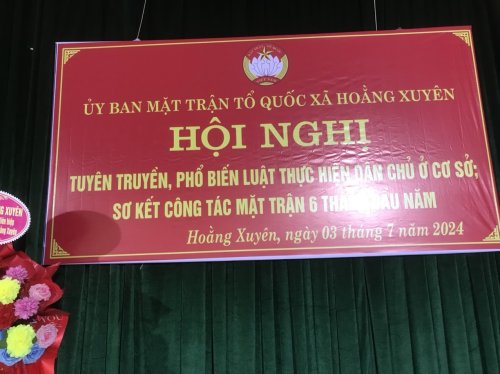 ỦY BAN MẶT TRẬN TỔ QUỐC XÃ HOẰNG XUYÊN
HỘI NGHỊ
TUYÊN TRUYỀN, PHỔ BIẾN LUẬT THỰC HIỆN DÂN CHỦ Ở CƠ SỞ;
SƠ KẾT CÔNG TÁC MẶT TRẬN 6 THÁNG ĐẦU NĂM
Hoằng Xuyên, ngày 03 tháng 7 năm 2024
XUYÊN
YOU